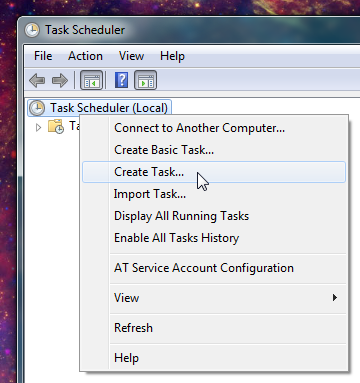 Task Scheduler
File Action View Help
Task Scheduler (Local)
Ta
Connect to Another Computer...
Create Basic Task...
Create Task...
Import Task...
Display All Running Tasks
Enable All Tasks History
AT Service Account Configuration
View
Refresh
Help